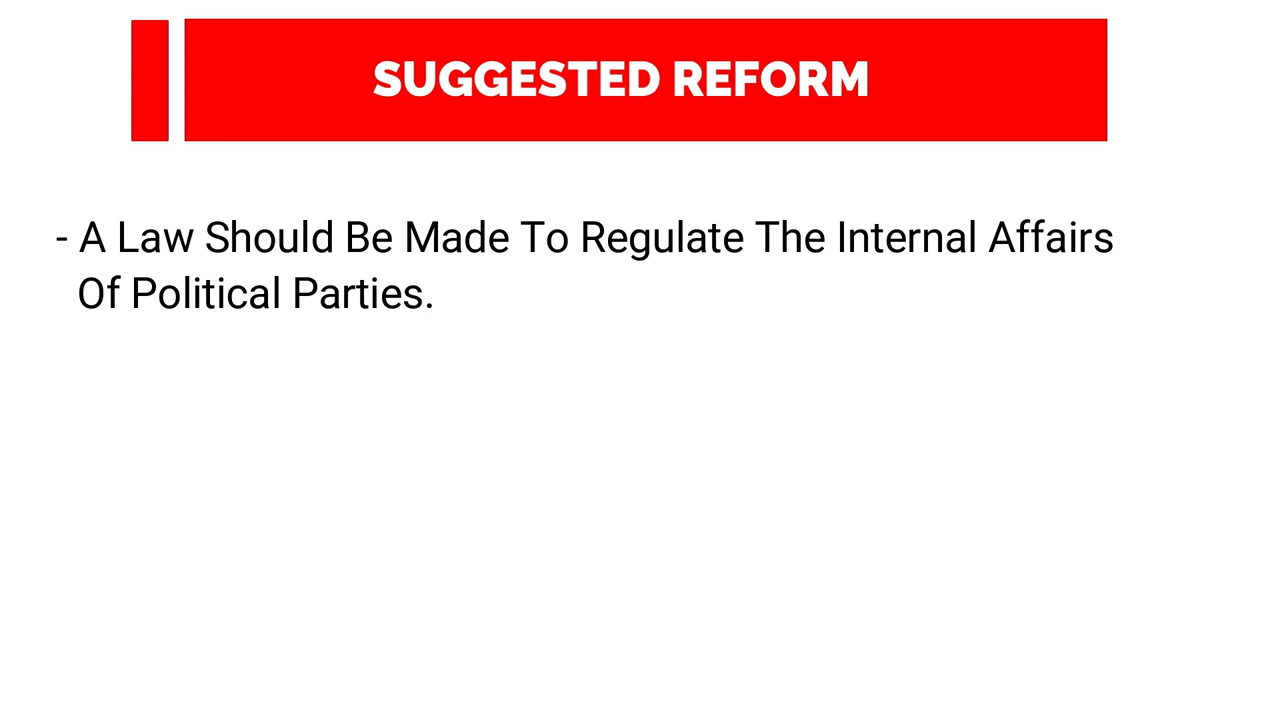 SUGGESTED REFORM
- A Law Should Be Made To Regulate The Internal Affairs
Of Political Parties.